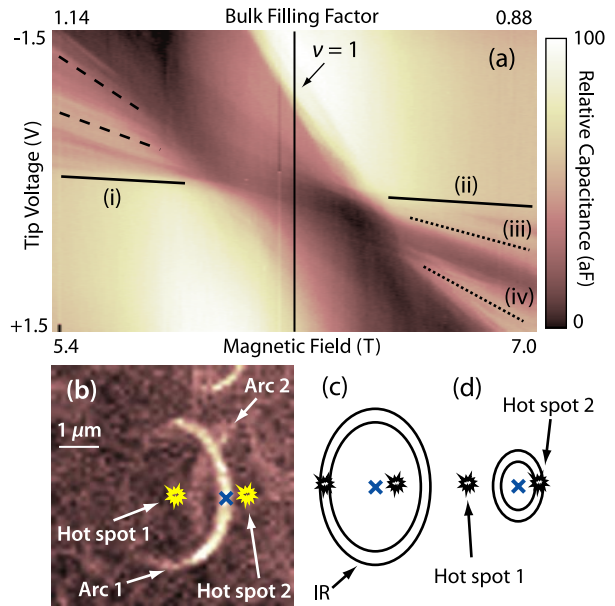 1.14 Bulk Filling Factor 0.88
-1.5
100
(a)
ν = 1
Tip Voltage (V)
Relative Capacitance (aF)
(i)
(ii)
(iii)
(iv)
+1.5
0
5.4 Magnetic Field (T) 7.0
(b)
Arc 2
1 µm
Hot spot 1
Arc 1
Hot spot 2
(c)
IR
(d)
Hot spot 2
Hot spot 1